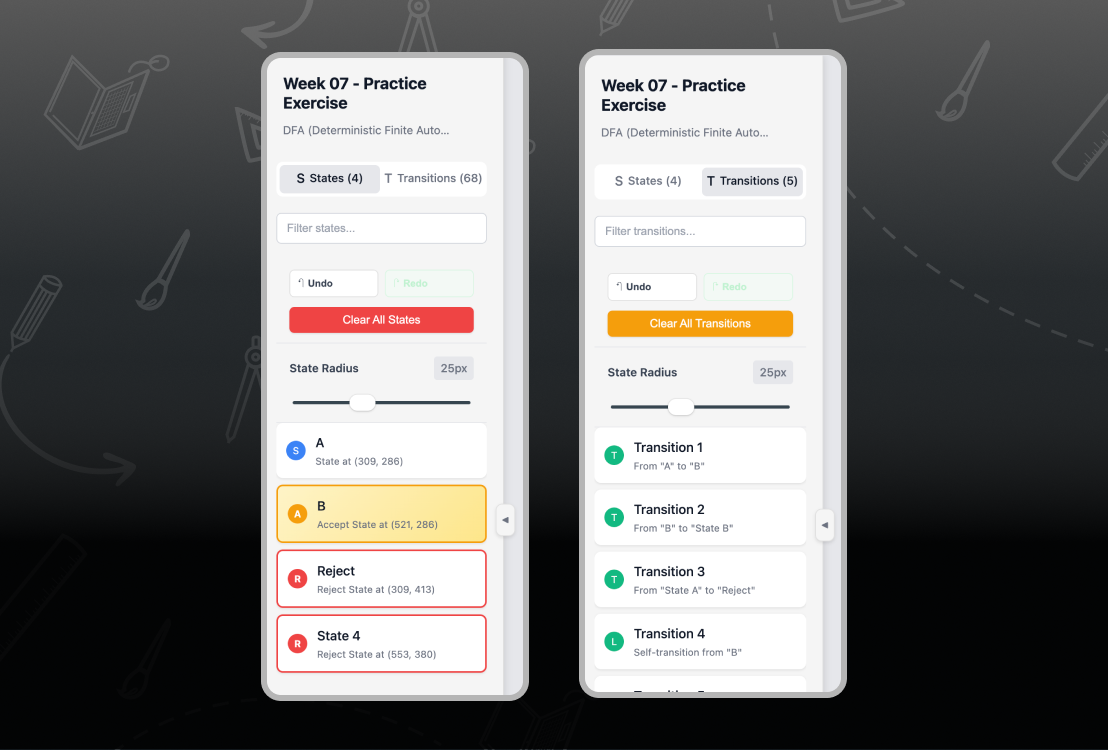 Week 07 - Practice
Exercise
DFA (Deterministic Finite Auto...
S States (4)
T Transitions (68)
Filter states...
Undo
Redo
Clear All States
State Radius
25px
S
A
State at (309, 286)
A
B
Accept State at (521, 286)
R
Reject
Reject State at (309, 413)
R
State 4
Reject State at (553, 380)
Week 07 - Practice
Exercise
DFA (Deterministic Finite Auto...
S States (4)
T Transitions (5)
Filter transitions...
Undo
Redo
Clear All Transitions
State Radius
25px
T
Transition 1
From "A" to "B"
T
Transition 2
From "B" to "State B"
T
Transition 3
From "State A" to "Reject"
L
Transition 4
Self-transition from "B"